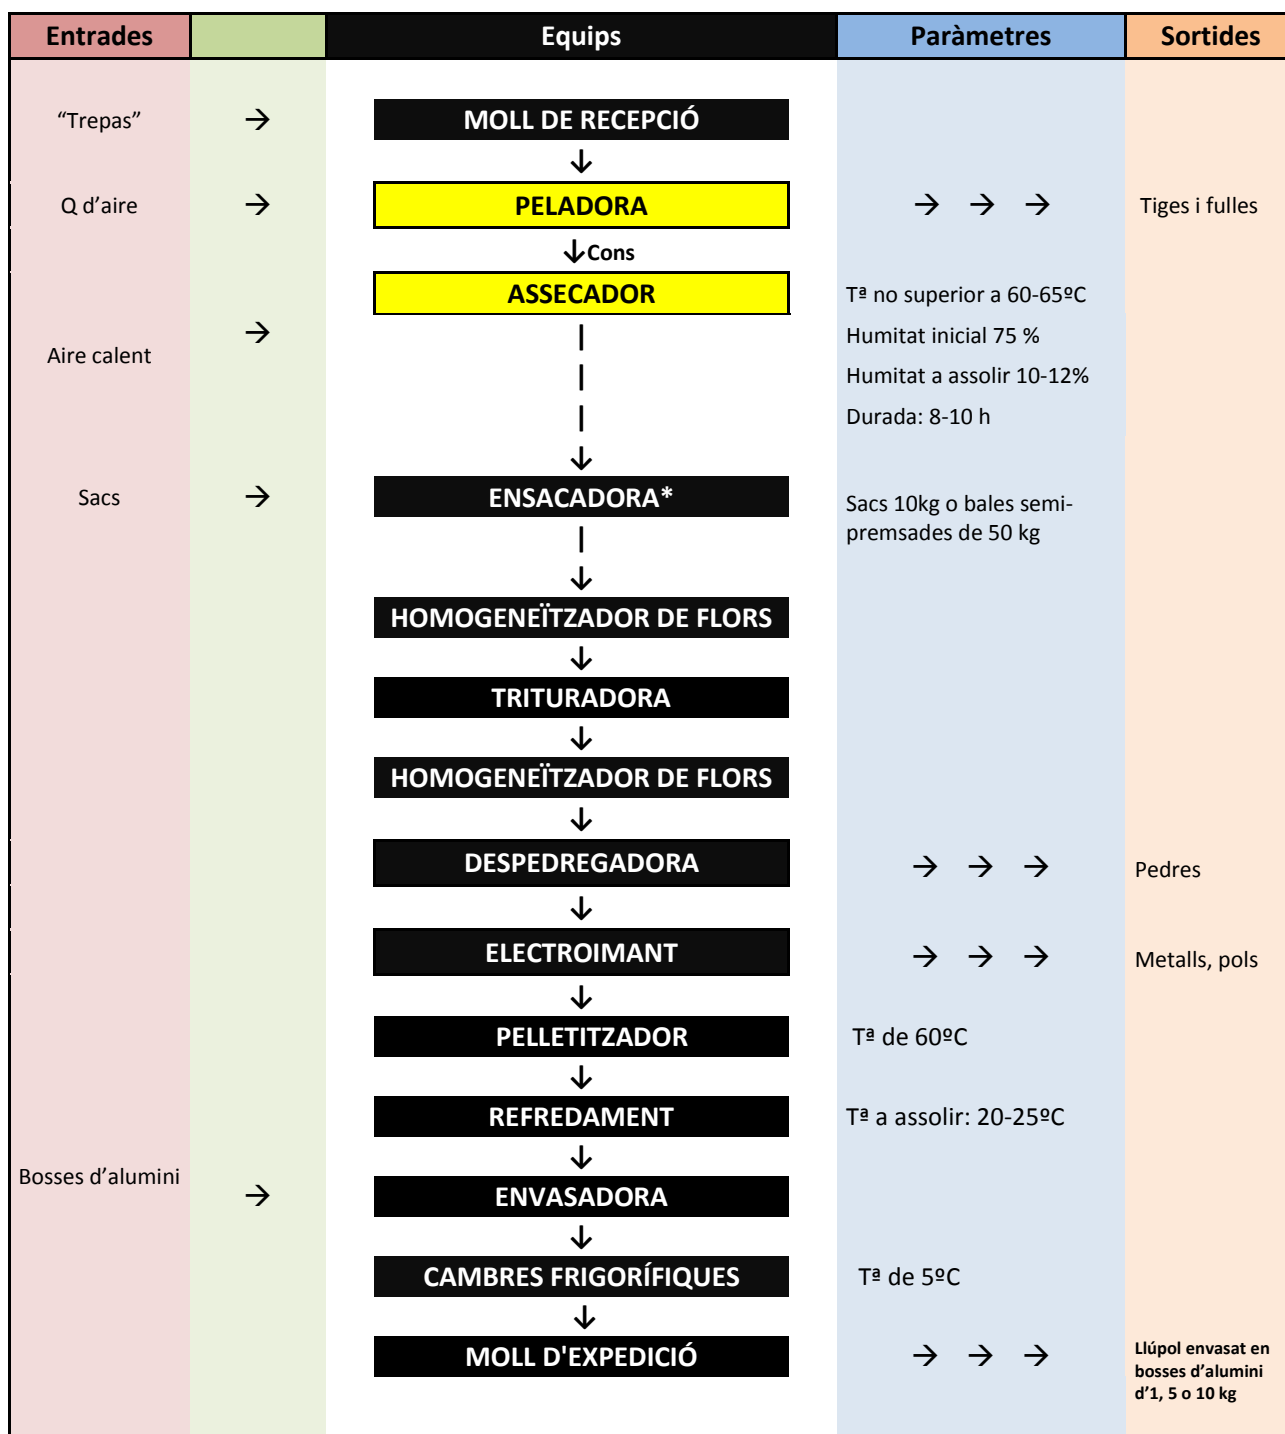 Entrades Equips Paràmetres Sortides
“Trepas” → MOLL DE RECEPCIÓ
↓
Q d’aire → PELADORA → → → Tiges i fulles
↓Cons
ASSECADOR Tª no superior a 60-65ºC
→ Humitat inicial 75 %
Aire calent
Humitat a assolir 10-12%
Durada: 8-10 h
↓
Sacs → ENSACADORA* Sacs 10kg o bales semi-
premsades de 50 kg
↓
HOMOGENEÏTZADOR DE FLORS
↓
TRITURADORA
↓
HOMOGENEÏTZADOR DE FLORS
↓
DESPEDREGADORA → → → Pedres
↓
ELECTROIMANT → → → Metalls, pols
↓
PELLETITZADOR Tª de 60ºC
↓
REFREDAMENT Tª a assolir: 20-25ºC
↓
Bosses d’alumini → ENVASADORA
↓
CAMBRES FRIGORÍFIQUES Tª de 5ºC
↓
MOLL D'EXPEDICIÓ → → → Llúpol envasat en
bosses d’alumini
d’1, 5 o 10 kg